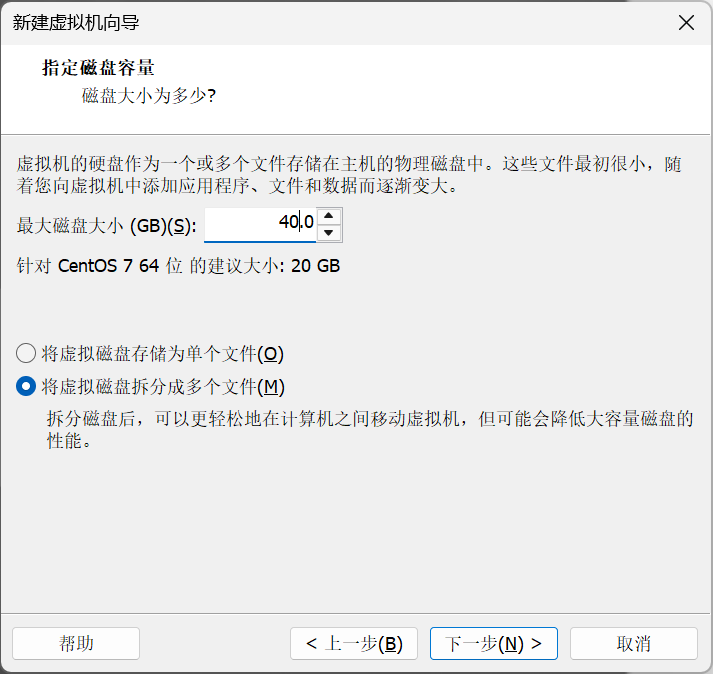 新建虚拟机向导
指定磁盘容量
磁盘大小为多少?
虚拟机的硬盘作为一个或多个文件存储在主机的物理磁盘中。这些文件最初很小，随
着您向虚拟机中添加应用程序、文件和数据而逐渐变大。
最大磁盘大小 (GB)(S): 40.0
针对 CentOS 7 64 位 的建议大小: 20 GB
将虚拟磁盘存储为单个文件(O)
将虚拟磁盘拆分成多个文件(M)
拆分磁盘后，可以更轻松地在计算机之间移动虚拟机，但可能会降低大容量磁盘的
性能。
帮助 < 上一步(B) 下一步(N) > 取消